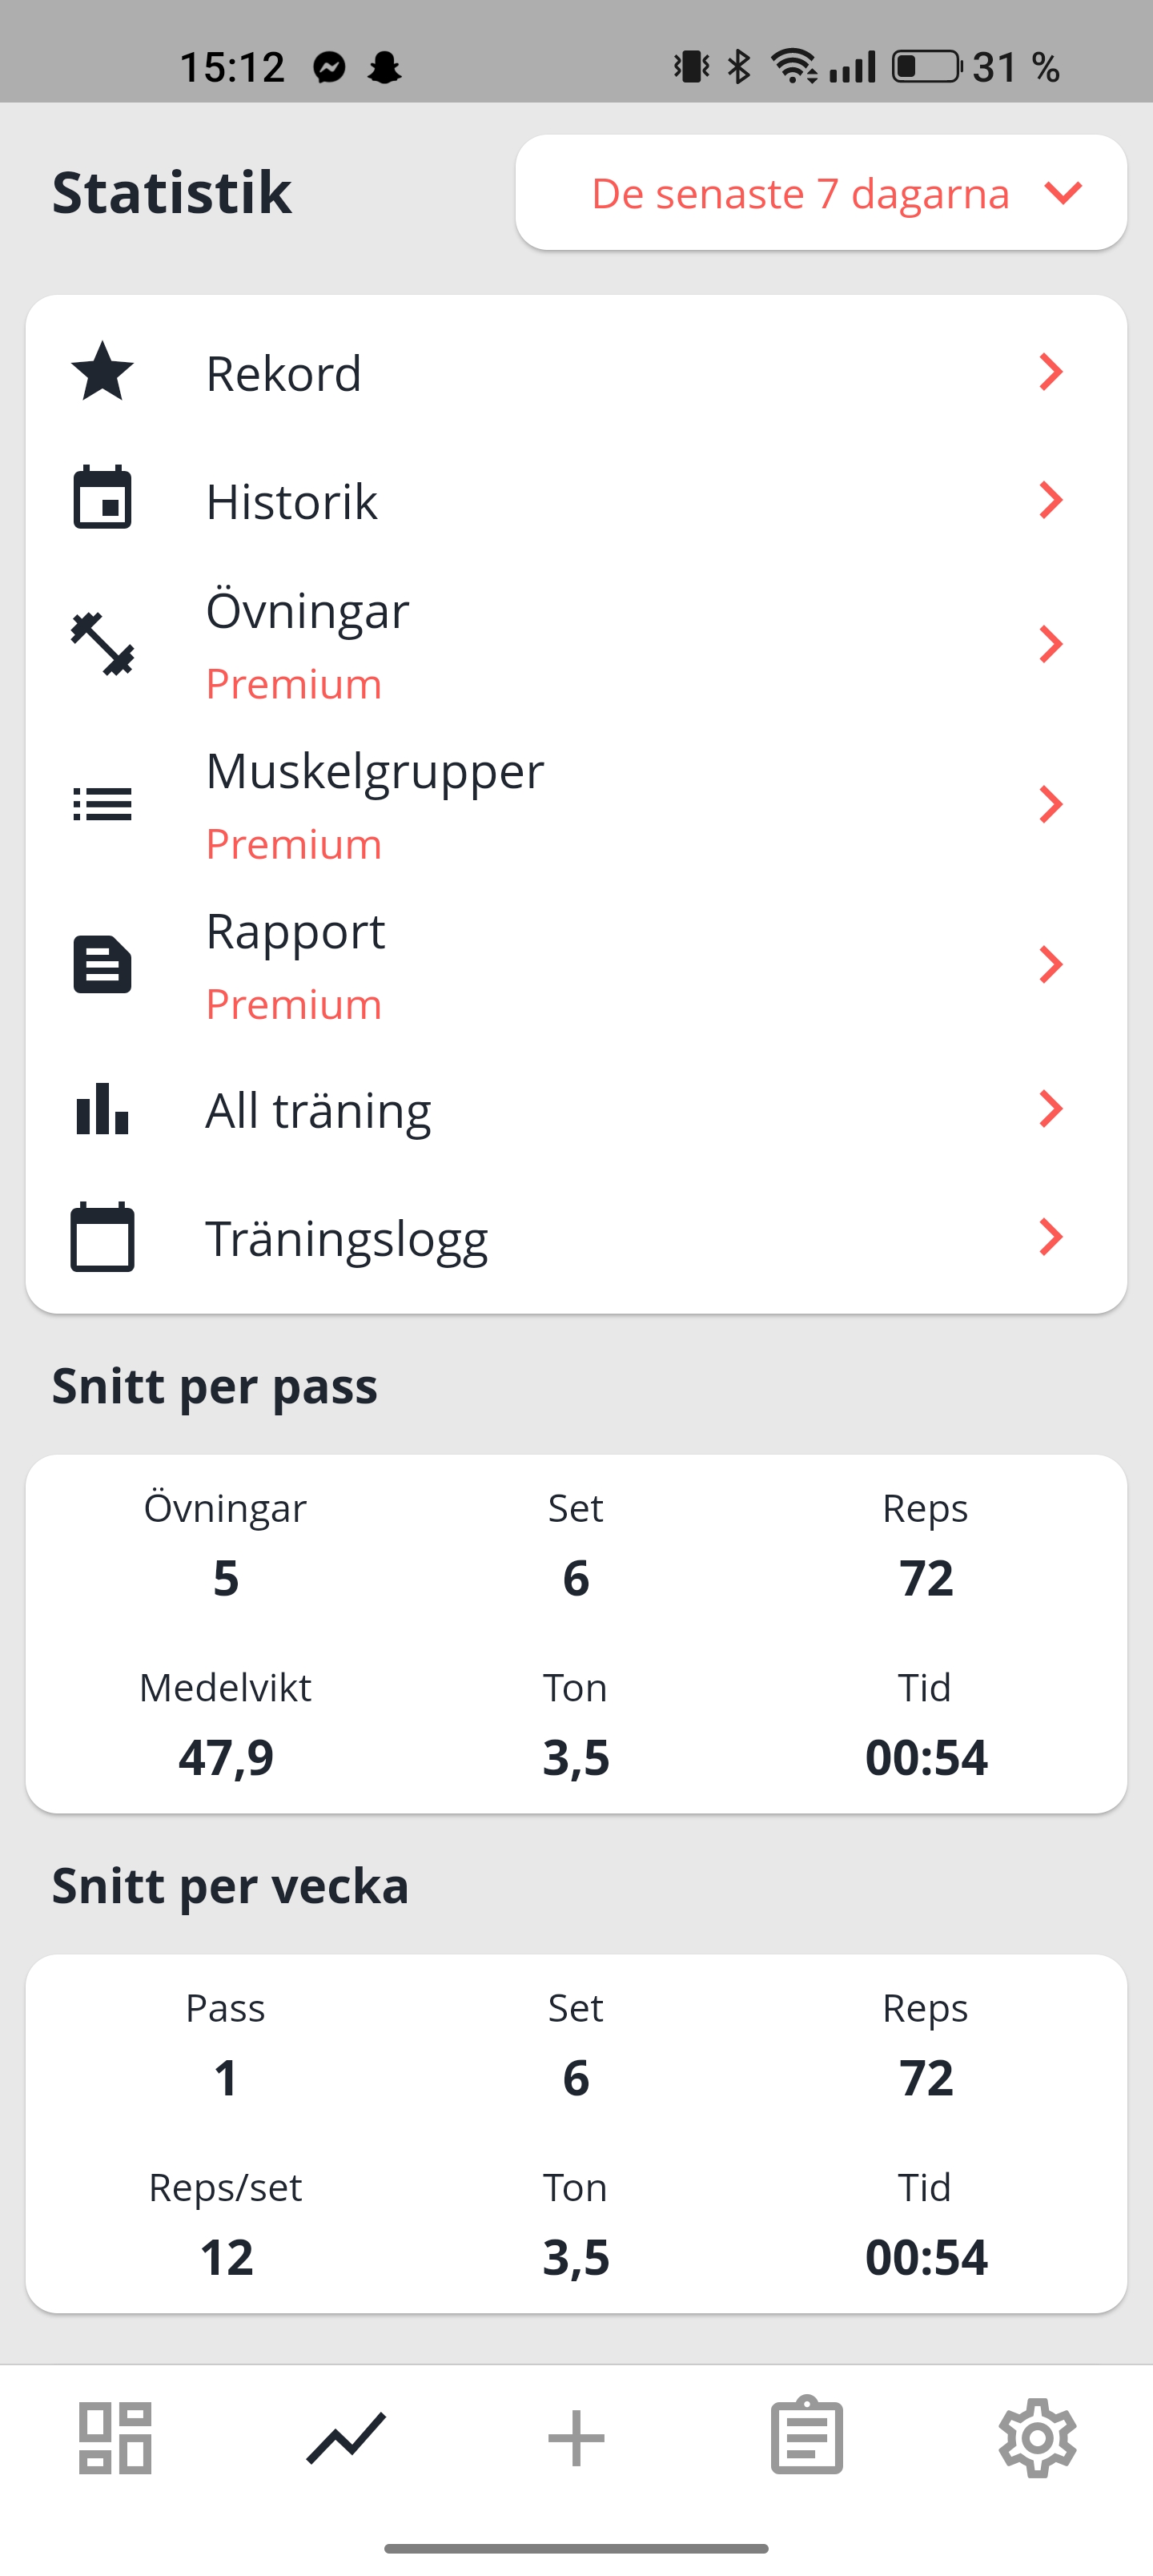 15:12 31 %
Statistik
De senaste 7 dagarna
Rekord
Historik
Övningar
Premium
Muskelgrupper
Premium
Rapport
Premium
All träning
Träningslogg
Snitt per pass
Övningar Set Reps
5 6 72
Medelvikt Ton Tid
47,9 3,5 00:54
Snitt per vecka
Pass Set Reps
1 6 72
Reps/set Ton Tid
12 3,5 00:54